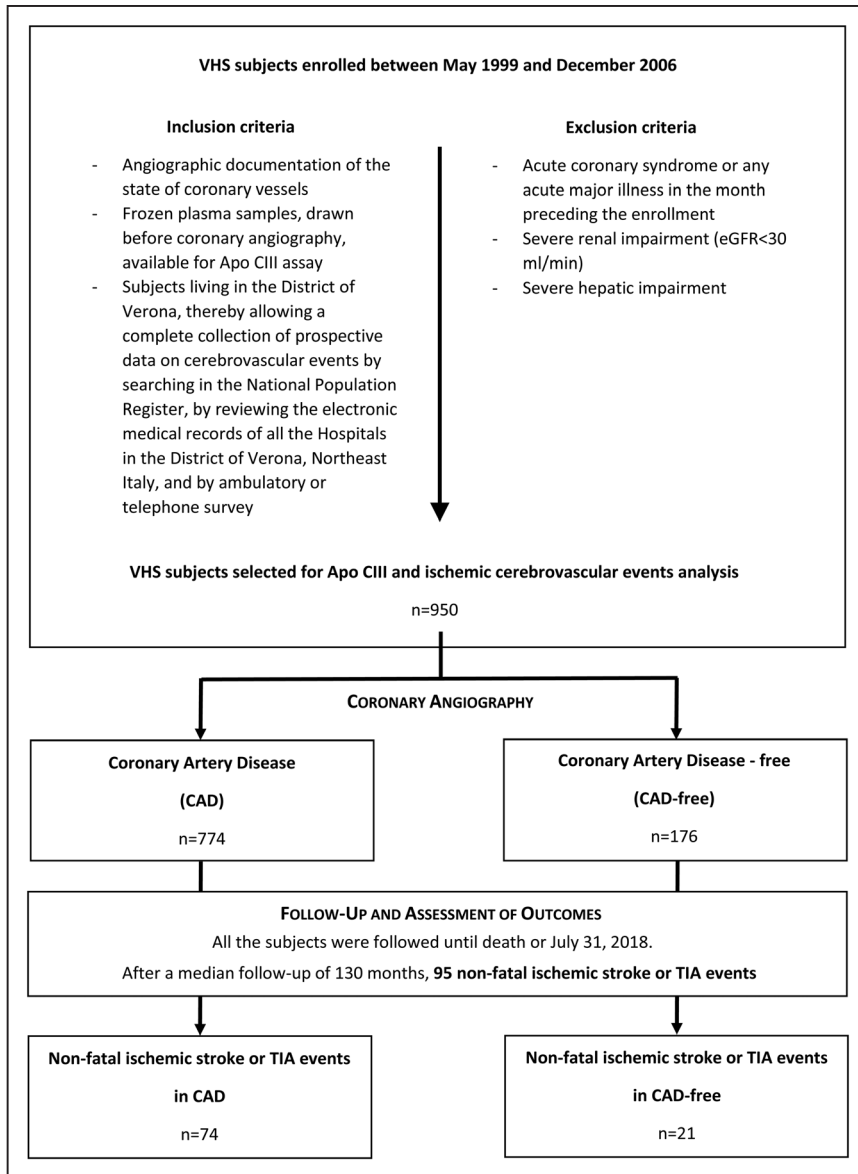 VHS subjects enrolled between May 1999 and December 2006
Inclusion criteria
- Angiographic documentation of the
state of coronary vessels
- Frozen plasma samples, drawn
before coronary angiography,
available for Apo CIII assay
- Subjects living in the District of
Verona, thereby allowing a
complete collection of prospective
data on cerebrovascular events by
searching in the National Population
Register, by reviewing the electronic
medical records of all the Hospitals
in the District of Verona, Northeast
Italy, and by ambulatory or
telephone survey
Exclusion criteria
- Acute coronary syndrome or any
acute major illness in the month
preceding the enrollment
- Severe renal impairment (eGFR<30
ml/min)
- Severe hepatic impairment
VHS subjects selected for Apo CIII and ischemic cerebrovascular events analysis
n=950
CORONARY ANGIOGRAPHY
Coronary Artery Disease
(CAD)
n=774
Coronary Artery Disease - free
(CAD-free)
n=176
FOLLOW-UP AND ASSESSMENT OF OUTCOMES
All the subjects were followed until death or July 31, 2018.
After a median follow-up of 130 months, 95 non-fatal ischemic stroke or TIA events
Non-fatal ischemic stroke or TIA events
in CAD
n=74
Non-fatal ischemic stroke or TIA events
in CAD-free
n=21